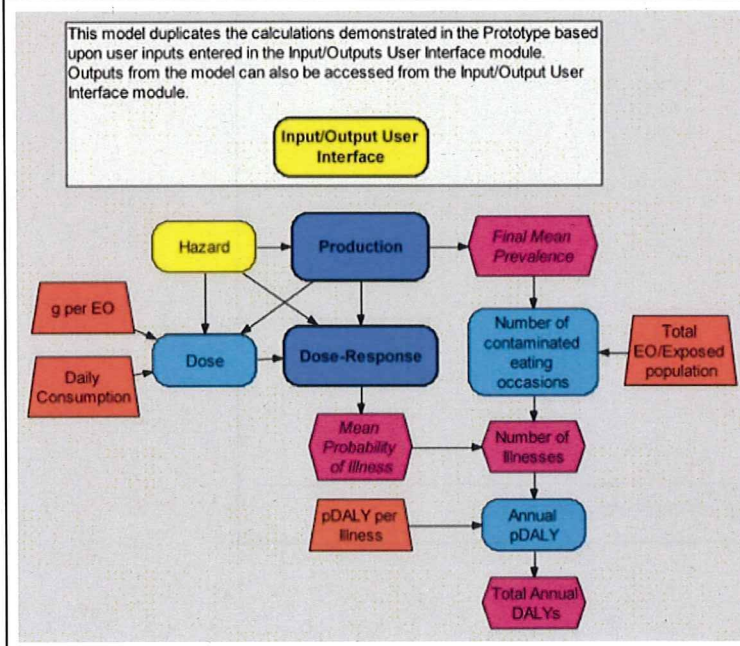 This model duplicates the calculations demonstrated in the Prototype based
upon user inputs entered in the Input/Outputs User Interface module.
Outputs from the model can also be accessed from the Input/Output User
Interface module.
Input/Output User
Interface
Hazard
Production
Final Mean
Prevalence
g per EO
Dose
Dose-Response
Number of
contaminated
eating
occasions
Total
EO/Exposed
population
Daily
Consumption
Mean
Probability
of Illness
Number of
Illnesses
pDALY per
Illness
Annual
pDALY
Total Annual
DALYs